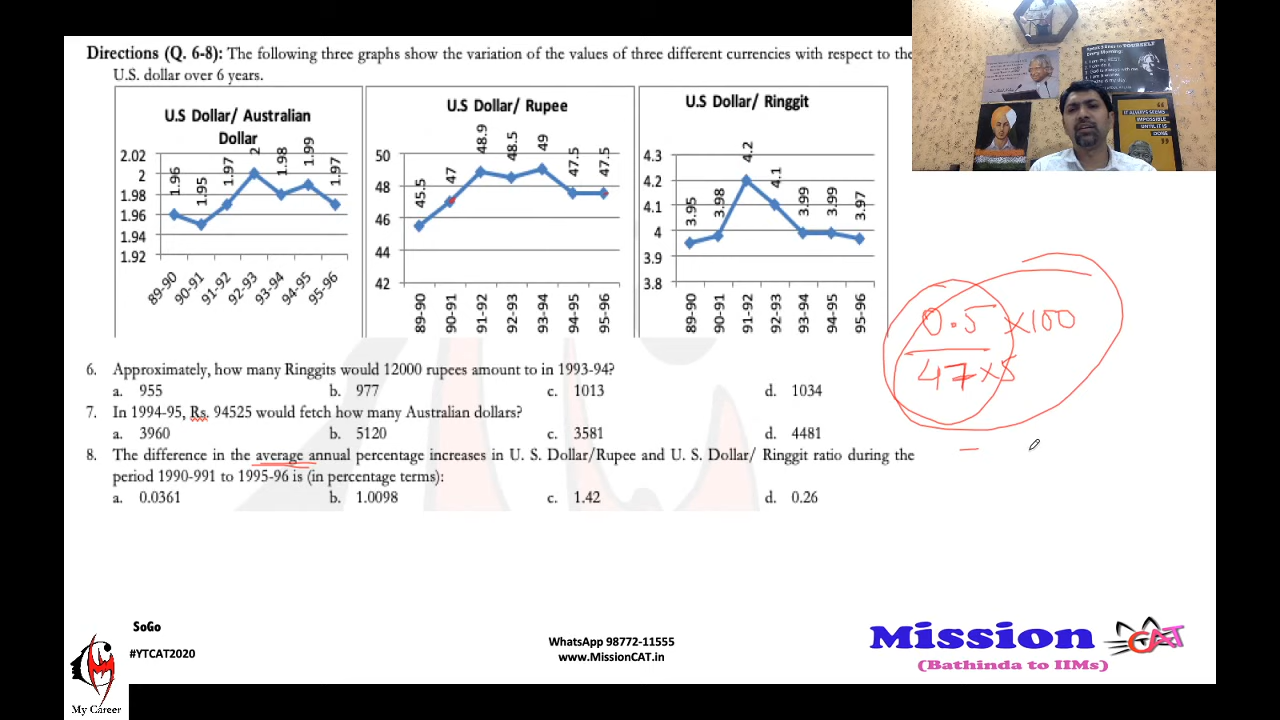 Directions (Q. 6-8): The following three graphs show the variation of the values of three different currencies with respect to the
U.S. dollar over 6 years.
U.S Dollar/ Australian
Dollar
2.02
2
1.98
1.96
1.94
1.92
1.96
1.95
1.97
2
1.98
1.99
1.97
89-90
90-91
91-92
92-93
93-94
94-95
95-96
U.S Dollar/ Rupee
50
48
46
44
42
45.5
47
48.9
48.5
49
47.5
47.5
89-90
90-91
91-92
92-93
93-94
94-95
95-96
U.S Dollar/ Ringgit
4.3
4.2
4.1
4
3.9
3.8
3.95
3.98
4.2
4.1
3.99
3.99
3.97
89-90
90-91
91-92
92-93
93-94
94-95
95-96
0.5 ×100
47×5
=
6. Approximately, how many Ringgits would 12000 rupees amount to in 1993-94?
a. 955 b. 977 c. 1013 d. 1034
7. In 1994-95, Rs. 94525 would fetch how many Australian dollars?
a. 3960 b. 5120 c. 3581 d. 4481
8. The difference in the average annual percentage increases in U. S. Dollar/Rupee and U. S. Dollar/ Ringgit ratio during the
period 1990-991 to 1995-96 is (in percentage terms):
a. 0.0361 b. 1.0098 c. 1.42 d. 0.26
SoGo
#YTCAT2020
My Career
WhatsApp 98772-11555
www.MissionCAT.in
Mission
CAT
(Bathinda to IIMs)
IT ALWAYS SEEMS
IMPOSSIBLE
UNTIL IT IS
DONE